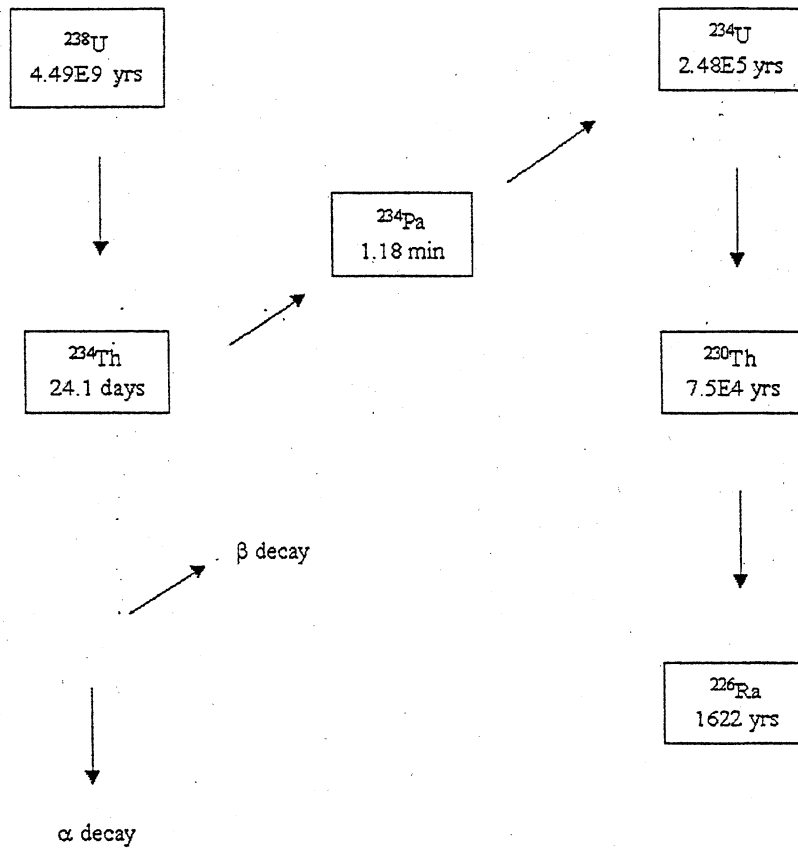 ²³⁸U
4.49E9 yrs
²³⁴U
2.48E5 yrs
²³⁴Pa
1.18 min
²³⁴Th
24.1 days
²³⁰Th
7.5E4 yrs
β decay
²²⁶Ra
1622 yrs
α decay